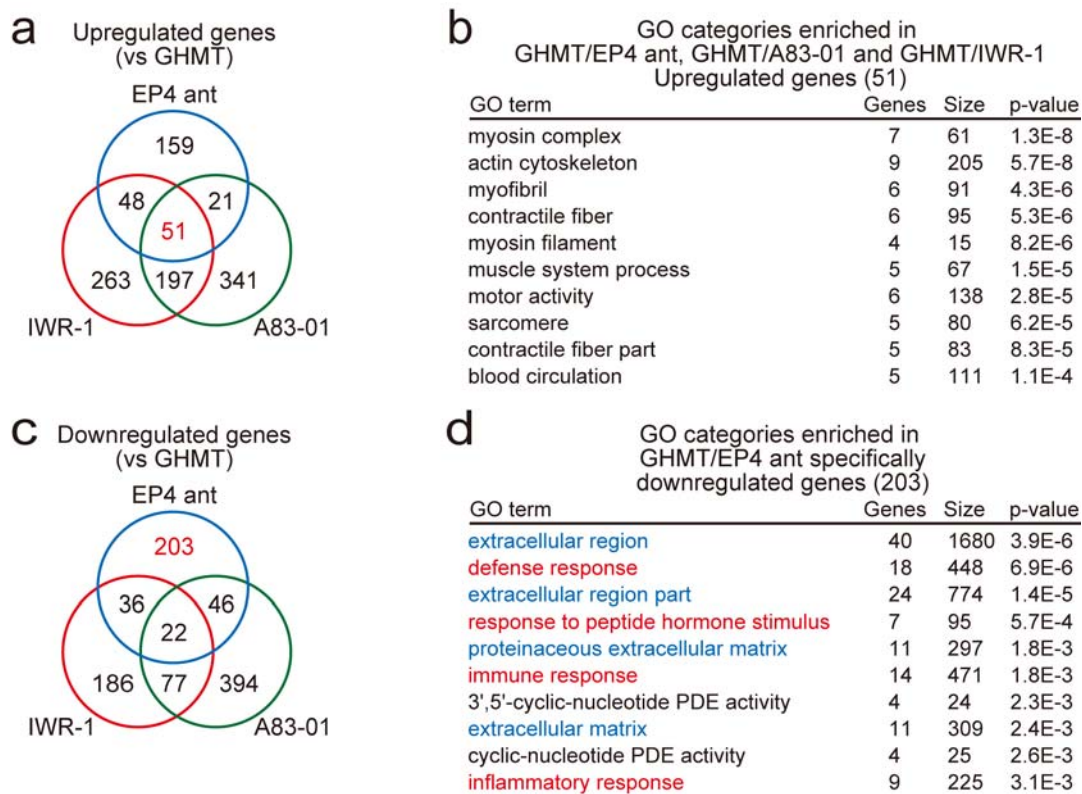 a
Upregulated genes
(vs GHMT)
EP4 ant
159
48
21
51
263
197
341
IWR-1
A83-01
b
GO categories enriched in
GHMT/EP4 ant, GHMT/A83-01 and GHMT/IWR-1
Upregulated genes (51)
GO term Genes Size p-value
myosin complex 7 61 1.3E-8
actin cytoskeleton 9 205 5.7E-8
myofibril 6 91 4.3E-6
contractile fiber 6 95 5.3E-6
myosin filament 4 15 8.2E-6
muscle system process 5 67 1.5E-5
motor activity 6 138 2.8E-5
sarcomere 5 80 6.2E-5
contractile fiber part 5 83 8.3E-5
blood circulation 5 111 1.1E-4
c
Downregulated genes
(vs GHMT)
EP4 ant
203
36
46
22
186
77
394
IWR-1
A83-01
d
GO categories enriched in
GHMT/EP4 ant specifically
downregulated genes (203)
GO term Genes Size p-value
extracellular region 40 1680 3.9E-6
defense response 18 448 6.9E-6
extracellular region part 24 774 1.4E-5
response to peptide hormone stimulus 7 95 5.7E-4
proteinaceous extracellular matrix 11 297 1.8E-3
immune response 14 471 1.8E-3
3',5'-cyclic-nucleotide PDE activity 4 24 2.3E-3
extracellular matrix 11 309 2.4E-3
cyclic-nucleotide PDE activity 4 25 2.6E-3
inflammatory response 9 225 3.1E-3